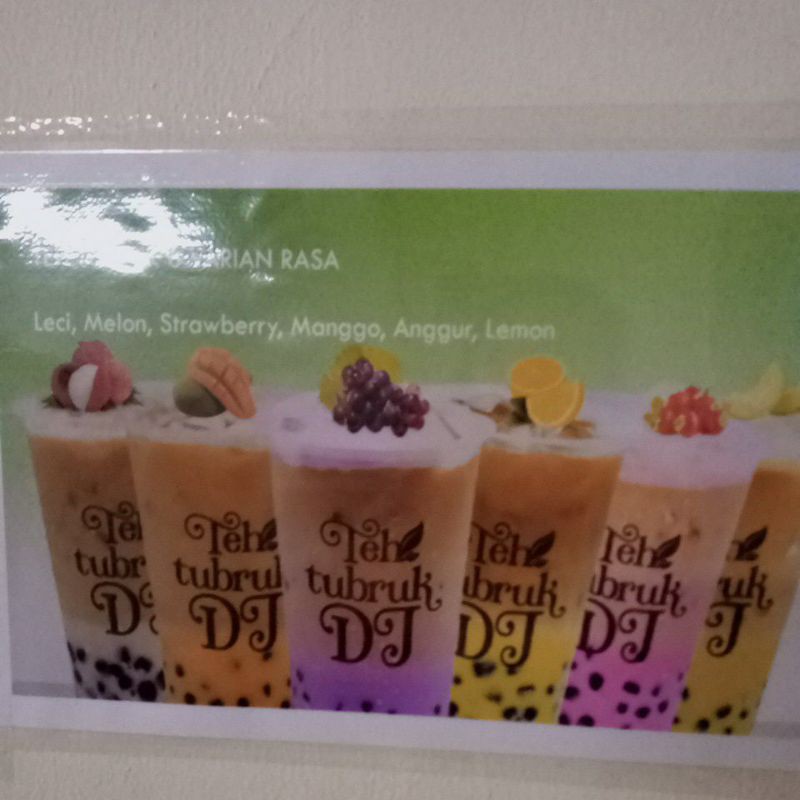 VARIAN RASA
Leci, Melon, Strawberry, Manggo, Anggur, Lemon
Teh
tubruk
DJ
Teh
tubruk
DJ
Teh
tubruk
DJ
Teh
tubruk
DJ
Teh
tubruk
DJ